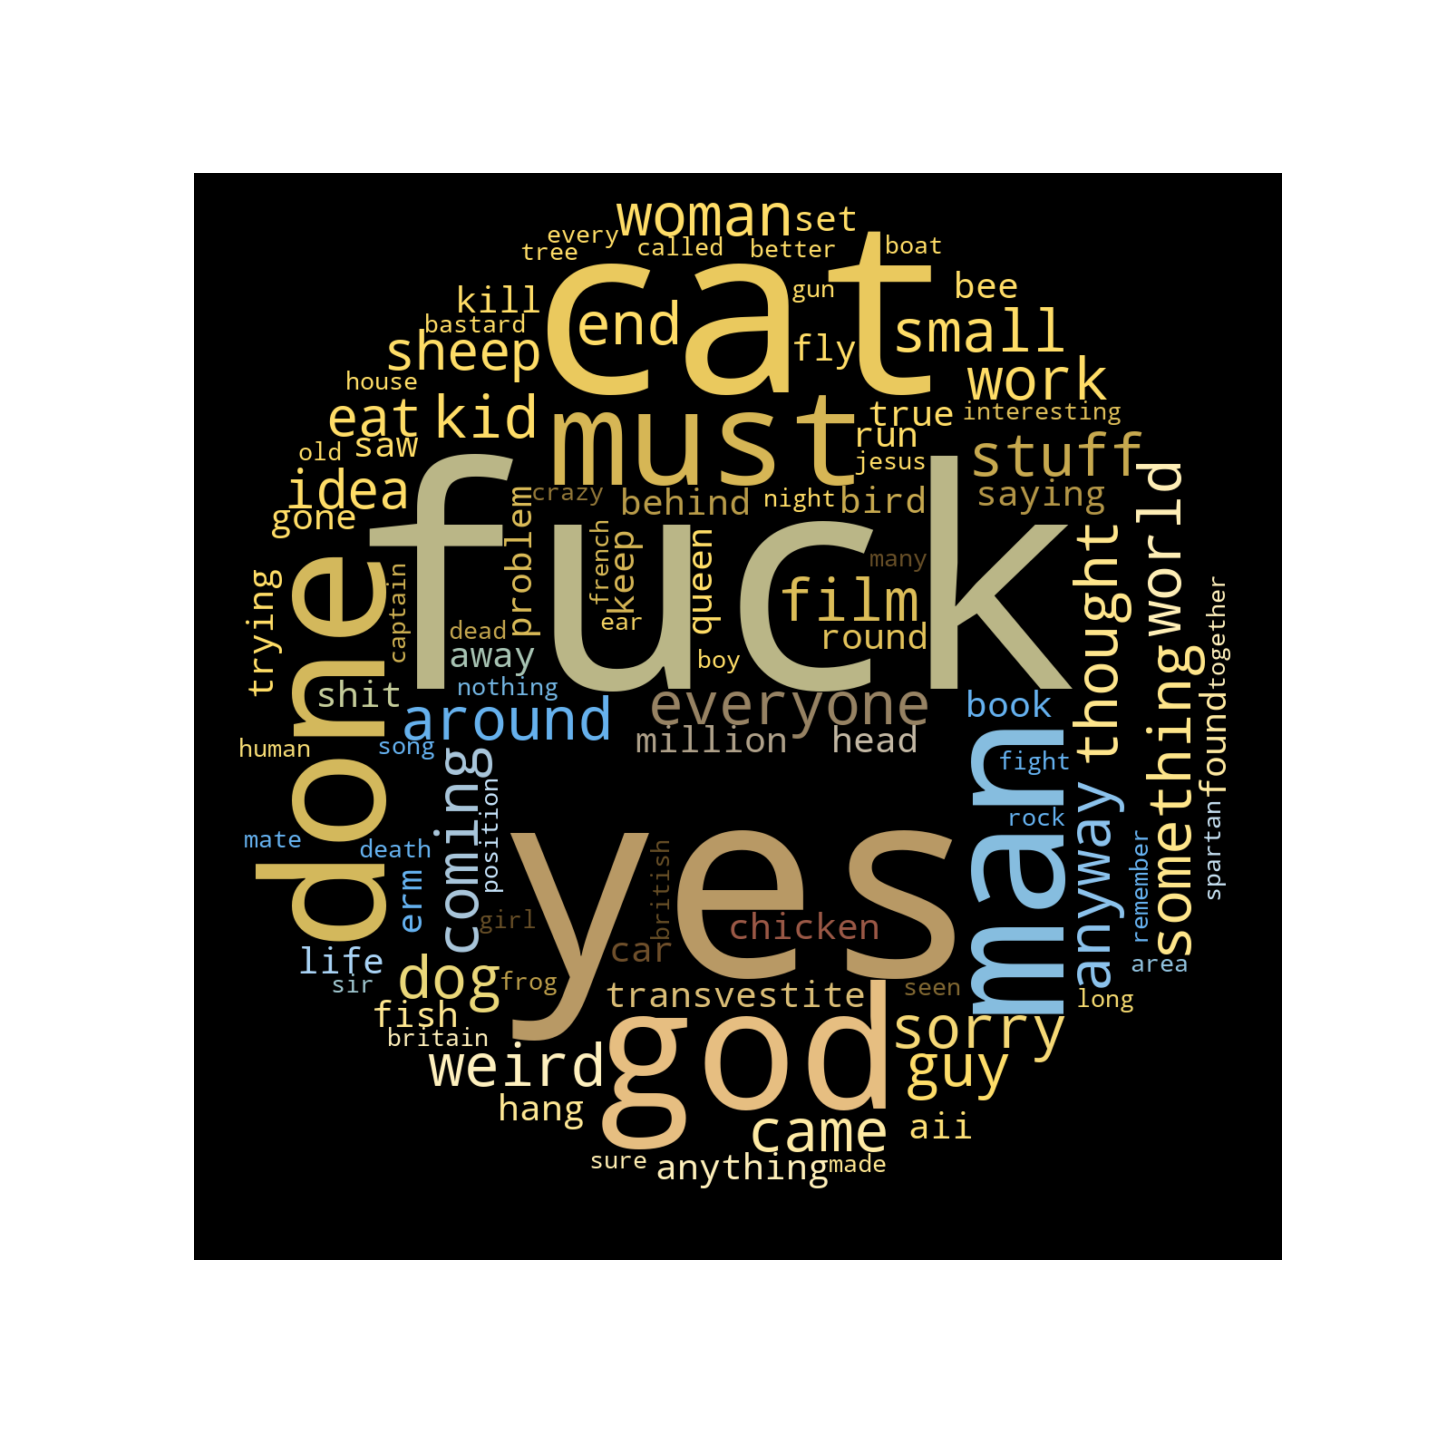 woman set
every
tree called better boat
cat
kill gun bee
bastard end small
sheep fly
house work
eat kid must true interesting
old saw run stuff
jesus
idea crazy behind night bird saying
gone
fuck
problem french keep queen many world
trying done captain film thought together
dead ear round
away boy
shit nothing everyone book something found
around
human song million head
coming position man fight
mate death rock anyway spartan
yes
erm girl british chicken remember
life car area
sir dog frog transvestite seen long
fish sorry
britain god
weird guy
hang came aii
sure anything made